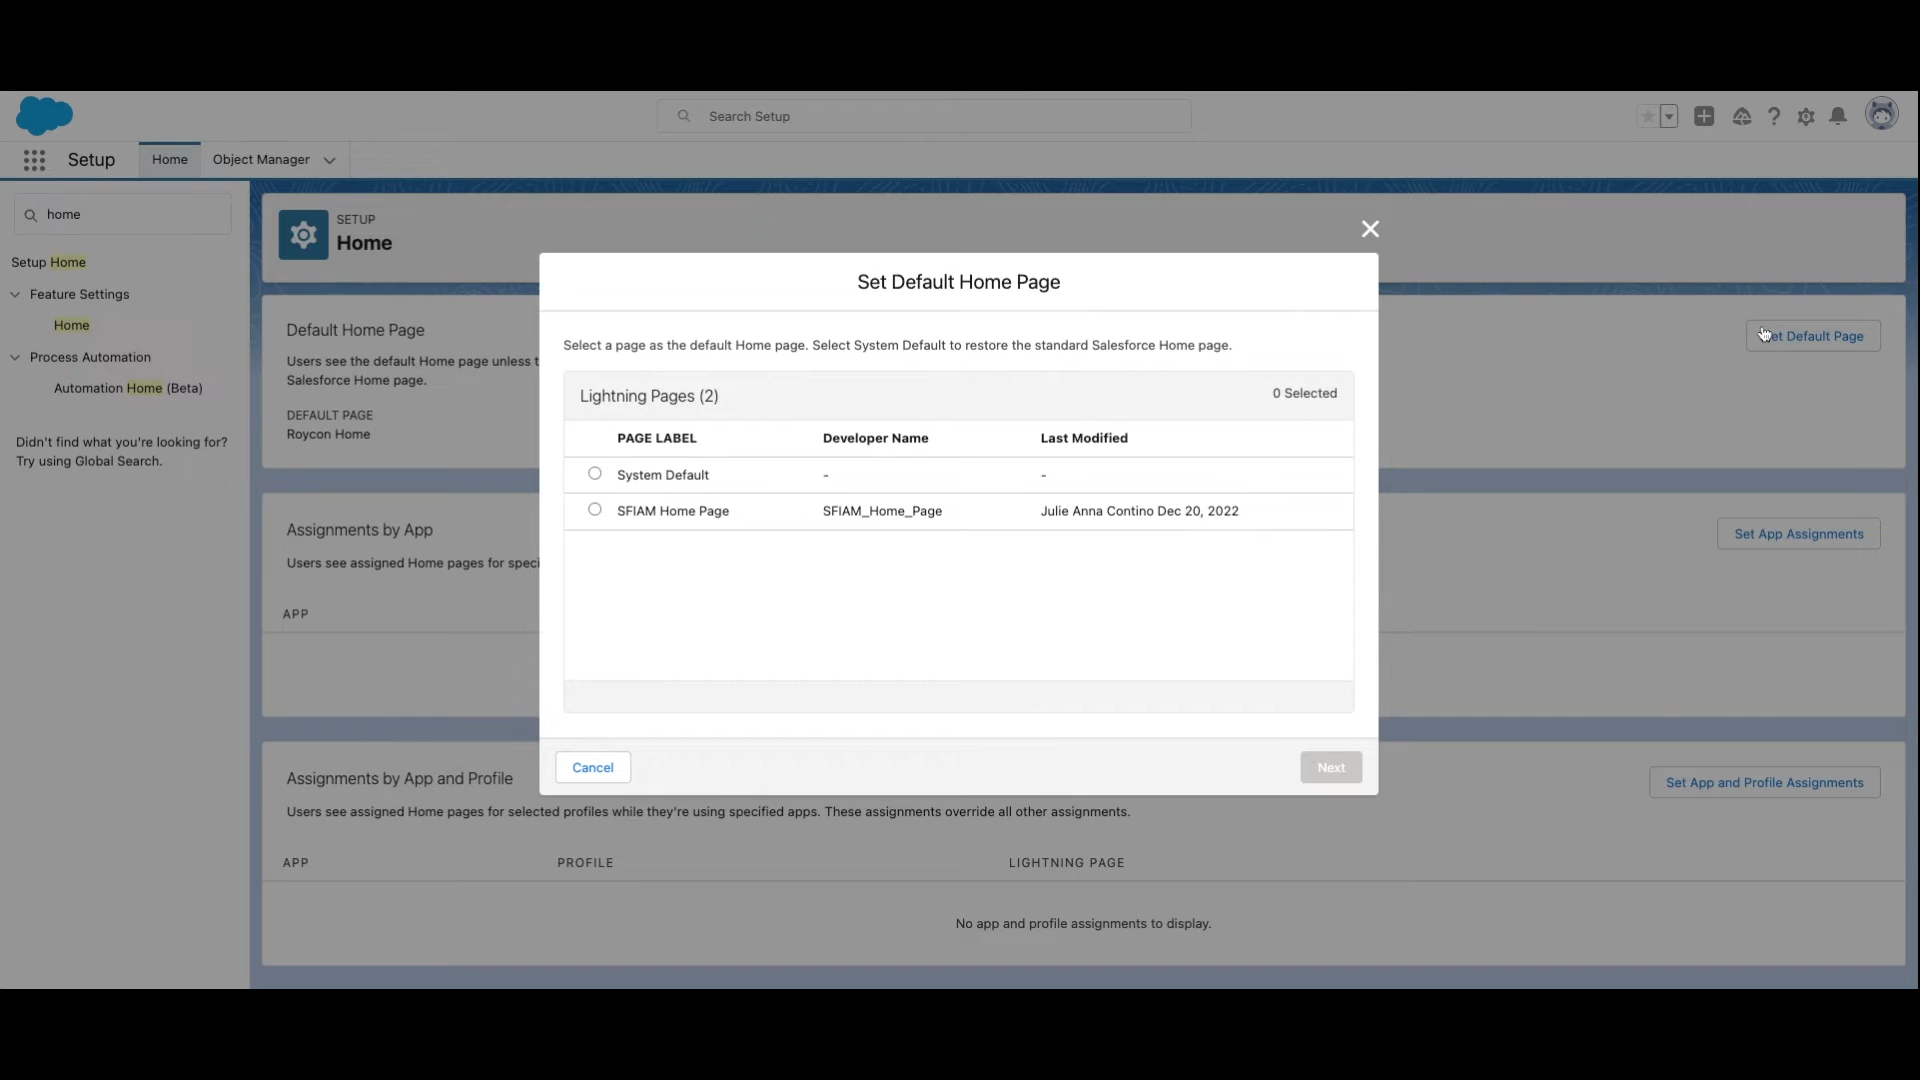 Search Setup
Setup
Home
Object Manager
home
Setup Home
Feature Settings
Home
Process Automation
Automation Home (Beta)
Didn't find what you're looking for?
Try using Global Search.
SETUP
Home
Default Home Page
Users see the default Home page unless t
Salesforce Home page.
DEFAULT PAGE
Roycon Home
et Default Page
Assignments by App
Users see assigned Home pages for speci
Set App Assignments
APP
Assignments by App and Profile
Users see assigned Home pages for selected profiles while they're using specified apps. These assignments override all other assignments.
Set App and Profile Assignments
APP
PROFILE
LIGHTNING PAGE
No app and profile assignments to display.
Set Default Home Page
Select a page as the default Home page. Select System Default to restore the standard Salesforce Home page.
Lightning Pages (2)
0 Selected
PAGE LABEL
Developer Name
Last Modified
System Default
-
-
SFIAM Home Page
SFIAM_Home_Page
Julie Anna Contino Dec 20, 2022
Cancel
Next